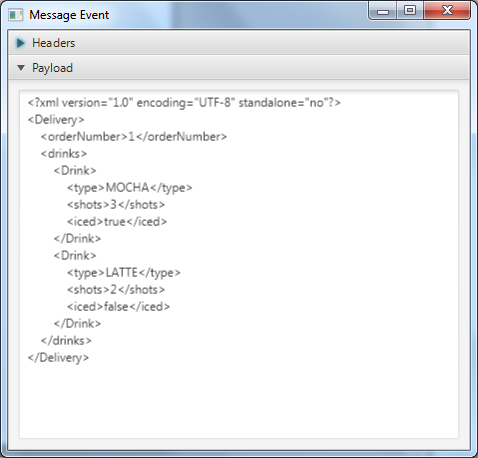 Message Event
Headers
Payload
<?xml version="1.0" encoding="UTF-8" standalone="no"?>
<Delivery>
    <orderNumber>1</orderNumber>
    <drinks>
        <Drink>
            <type>MOCHA</type>
            <shots>3</shots>
            <iced>true</iced>
        </Drink>
        <Drink>
            <type>LATTE</type>
            <shots>2</shots>
            <iced>false</iced>
        </Drink>
    </drinks>
</Delivery>